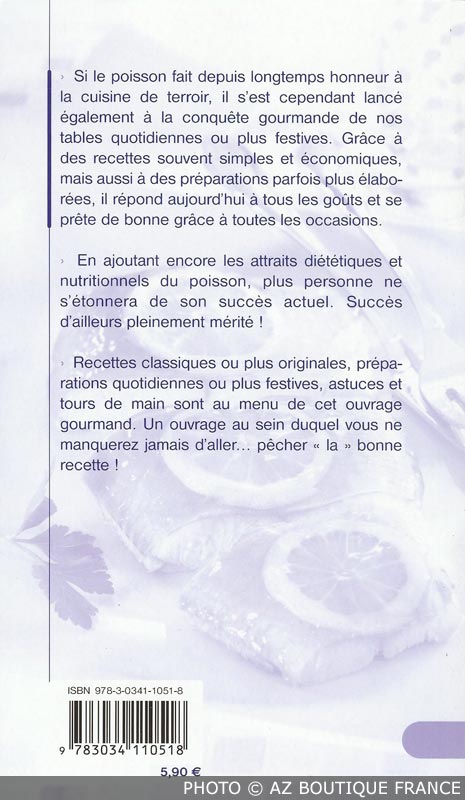 › Si le poisson fait depuis longtemps honneur à
la cuisine de terroir, il s'est cependant lancé
également à la conquête gourmande de nos
tables quotidiennes ou plus festives. Grâce à
des recettes souvent simples et économiques,
mais aussi à des préparations parfois plus élabo-
rées, il répond aujourd'hui à tous les goûts et se
prête de bonne grâce à toutes les occasions.
› En ajoutant encore les attraits diététiques et
nutritionnels du poisson, plus personne ne
s'étonnera de son succès actuel. Succès
d'ailleurs pleinement mérité !
› Recettes classiques ou plus originales, prépa-
rations quotidiennes ou plus festives, astuces et
tours de main sont au menu de cet ouvrage
gourmand. Un ouvrage au sein duquel vous ne
manquerez jamais d'aller... pêcher « la » bonne
recette !
ISBN 978-3-0341-1051-8
9 783034 110518
5,90 €
PHOTO © AZ BOUTIQUE FRANCE